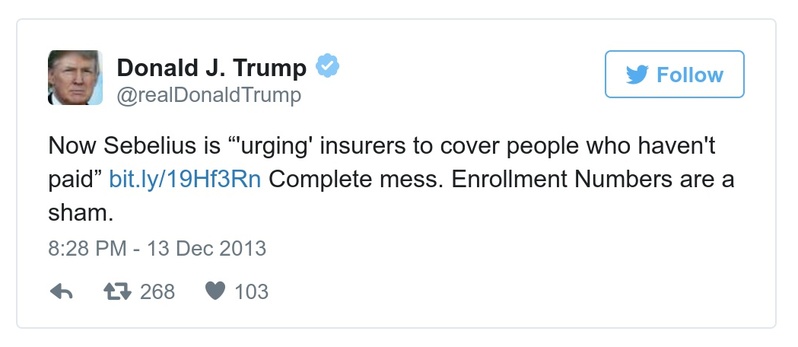 Donald J. Trump
@realDonaldTrump
Follow
Now Sebelius is “'urging' insurers to cover people who haven't
paid” bit.ly/19Hf3Rn Complete mess. Enrollment Numbers are a
sham.
8:28 PM - 13 Dec 2013
268 103